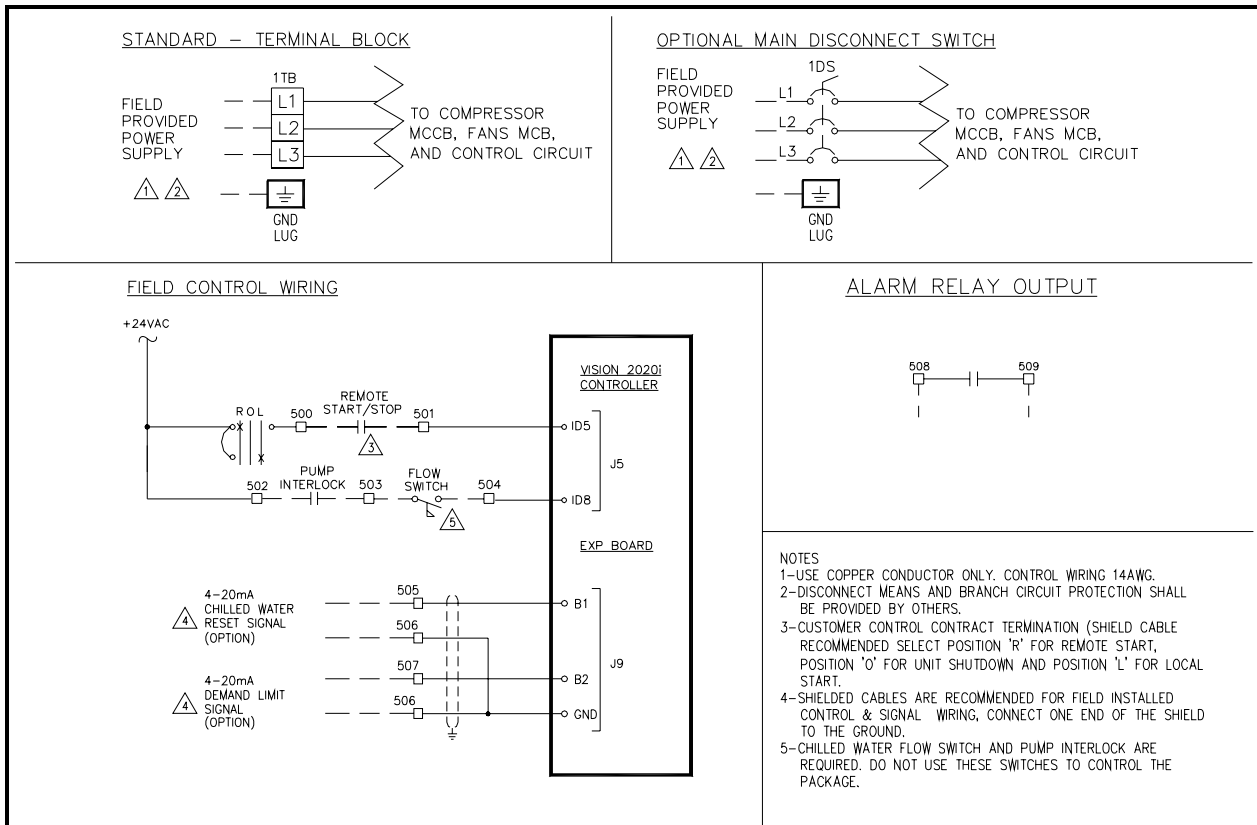 STANDARD – TERMINAL BLOCK
1TB
FIELD
PROVIDED
POWER
SUPPLY
L1
L2
L3
TO COMPRESSOR
MCCB, FANS MCB,
AND CONTROL CIRCUIT
1 2
GND
LUG
OPTIONAL MAIN DISCONNECT SWITCH
1DS
FIELD
PROVIDED
POWER
SUPPLY
L1
L2
L3
TO COMPRESSOR
MCCB, FANS MCB,
AND CONTROL CIRCUIT
1 2
GND
LUG
FIELD CONTROL WIRING
+24VAC
R O L
500
REMOTE
START/STOP
501
3
502
PUMP
INTERLOCK
503
FLOW
SWITCH
504
5
VISION 2020i
CONTROLLER
ID5
J5
ID8
EXP BOARD
4
4–20mA
CHILLED WATER
RESET SIGNAL
(OPTION)
505
506
B1
4
4–20mA
DEMAND LIMIT
SIGNAL
(OPTION)
507
506
B2
GND
J9
ALARM RELAY OUTPUT
508
509
NOTES
1–USE COPPER CONDUCTOR ONLY. CONTROL WIRING 14AWG.
2–DISCONNECT MEANS AND BRANCH CIRCUIT PROTECTION SHALL
BE PROVIDED BY OTHERS.
3–CUSTOMER CONTROL CONTRACT TERMINATION (SHIELD CABLE
RECOMMENDED SELECT POSITION 'R' FOR REMOTE START,
POSITION 'O' FOR UNIT SHUTDOWN AND POSITION 'L' FOR LOCAL
START.
4–SHIELDED CABLES ARE RECOMMENDED FOR FIELD INSTALLED
CONTROL & SIGNAL WIRING, CONNECT ONE END OF THE SHIELD
TO THE GROUND.
5–CHILLED WATER FLOW SWITCH AND PUMP INTERLOCK ARE
REQUIRED. DO NOT USE THESE SWITCHES TO CONTROL THE
PACKAGE.